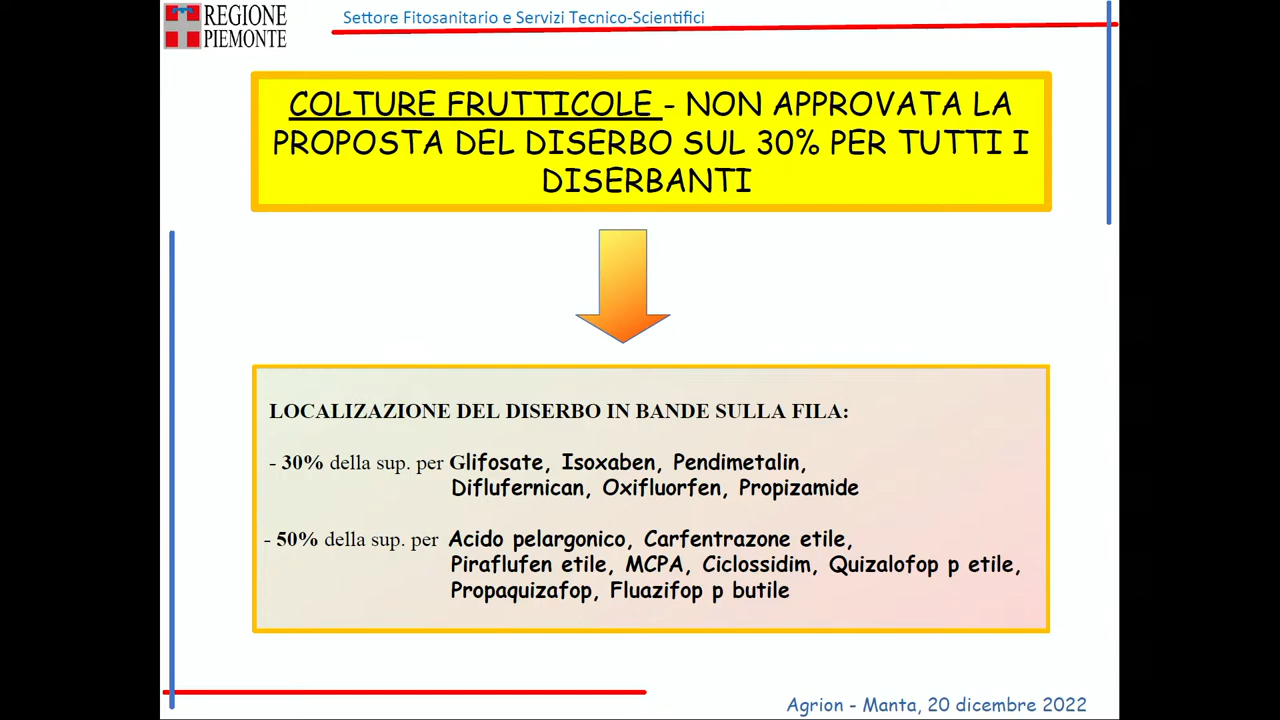 REGIONE
PIEMONTE
Settore Fitosanitario e Servizi Tecnico-Scientifici
COLTURE FRUTTICOLE - NON APPROVATA LA
PROPOSTA DEL DISERBO SUL 30% PER TUTTI I
DISERBANTI
LOCALIZAZIONE DEL DISERBO IN BANDE SULLA FILA:
- 30% della sup. per Glifosate, Isoxaben, Pendimetalin,
Diflufernican, Oxifluorfen, Propizamide
- 50% della sup. per Acido pelargonico, Carfentrazone etile,
Piraflufen etile, MCPA, Ciclossidim, Quizalofop p etile,
Propaquizafop, Fluazifop p butile
Agrion - Manta, 20 dicembre 2022